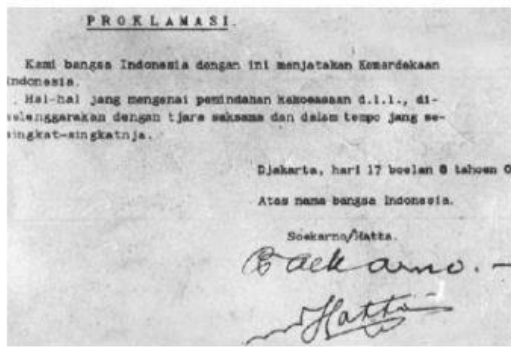 PROKLAMASI.
Kami bangsa Indonesia dengan ini menjatakan Kemerdekaan
Indonesia.
Hal-hal jang mengenai pemindahan kekoeasaan d.l.l., di-
selenggarakan dengan tjara saksama dan dalam tempo jang se-
singkat-singkatnja.
Djakarta, hari 17 boelan 8 tahoen 0
Atas nama bangsa Indonesia.
Soekarno/Hatta.
Soekarno.-
Hatta